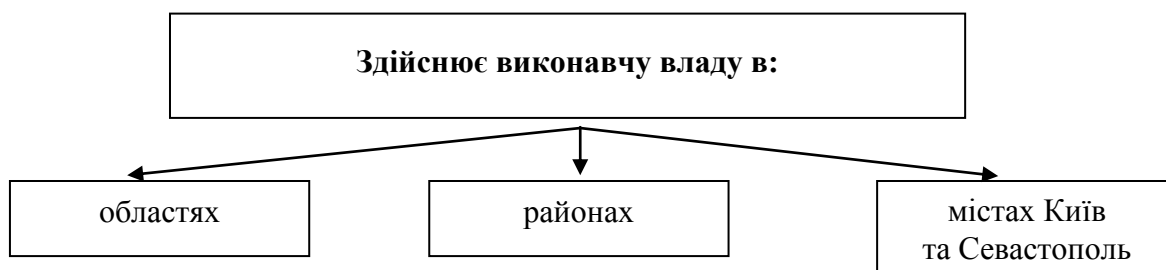 Здійснює виконавчу владу в:
областях
районах
містах Київ
та Севастополь